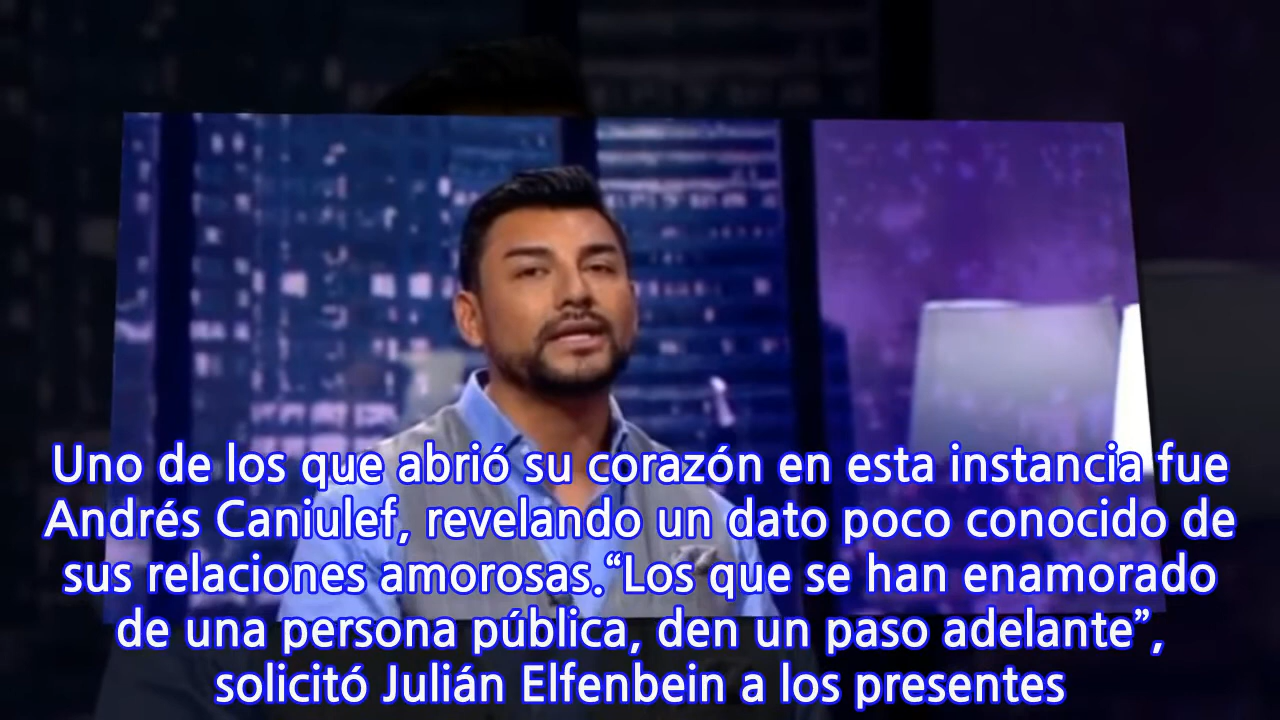 Uno de los que abrió su corazón en esta instancia fue
Andrés Caniulef, revelando un dato poco conocido de
sus relaciones amorosas.“Los que se han enamorado
de una persona pública, den un paso adelante”,
solicitó Julián Elfenbein a los presentes